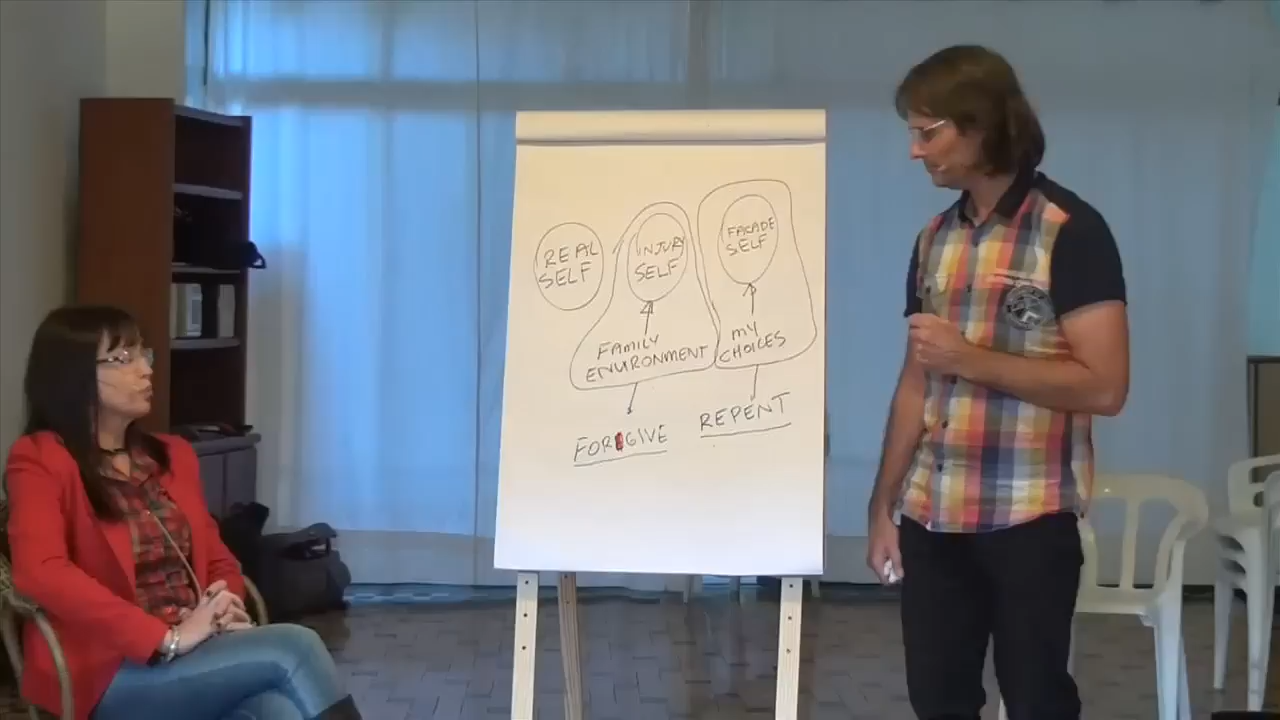 REAL
SELF
INJURY
SELF
FACADE
SELF
FAMILY
ENVIRONMENT
MY
CHOICES
FORGIVE
REPENT